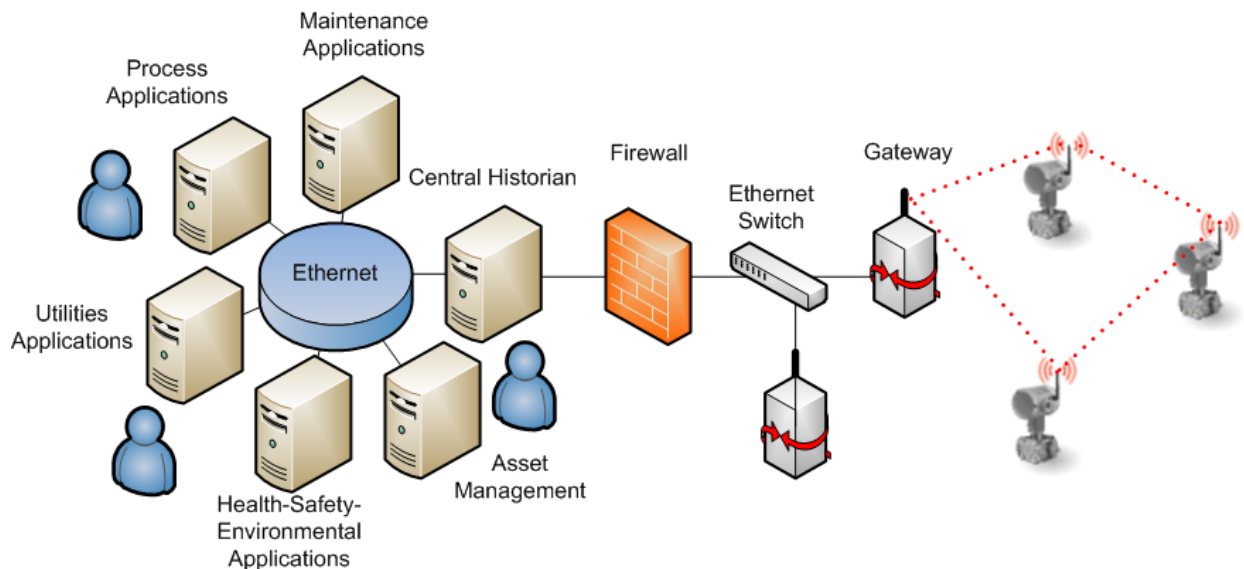 Maintenance
Applications
Process
Applications
Central Historian
Firewall
Gateway
Ethernet
Switch
Ethernet
Utilities
Applications
Asset
Management
Health-Safety-
Environmental
Applications